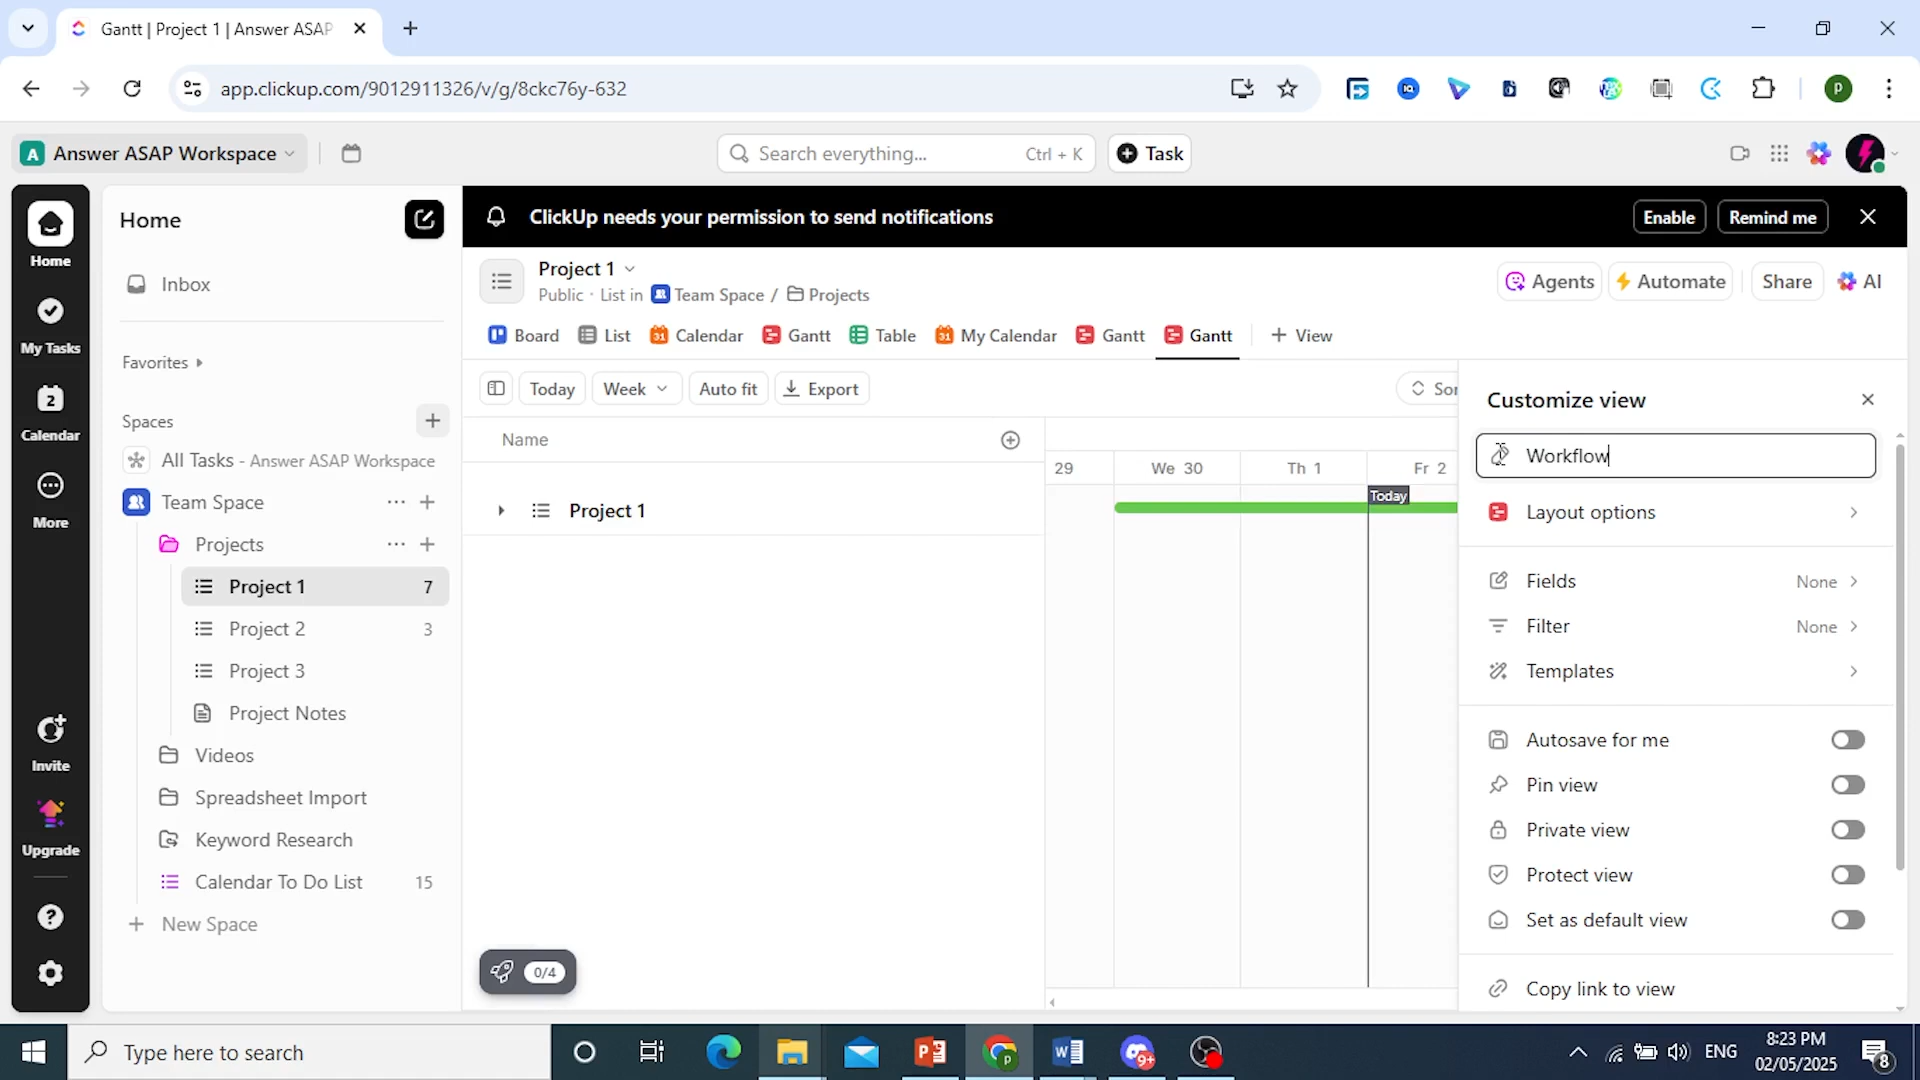 Gantt | Project 1 | Answer ASAP
app.clickup.com/9012911326/v/g/8ckc76y-632
p
A Answer ASAP Workspace
Search everything... Ctrl + K
Task
Home
My Tasks
2
Calendar
More
Invite
Upgrade
Home
Inbox
Favorites
Spaces
All Tasks - Answer ASAP Workspace
Team Space
Projects
Project 1 7
Project 2 3
Project 3
Project Notes
Videos
Spreadsheet Import
Keyword Research
Calendar To Do List 15
New Space
ClickUp needs your permission to send notifications
Enable
Remind me
Project 1
Public · List in Team Space / Projects
Agents
Automate
Share
AI
Board
List
Calendar
Gantt
Table
My Calendar
Gantt
Gantt
+ View
Today
Week
Auto fit
Export
Sor
Name
29
We 30
Th 1
Fr 2
Today
Project 1
0/4
Customize view
Workflow
Layout options
Fields None
Filter None
Templates
Autosave for me
Pin view
Private view
Protect view
Set as default view
Copy link to view
Type here to search
9+
ENG
8:23 PM
02/05/2025
8